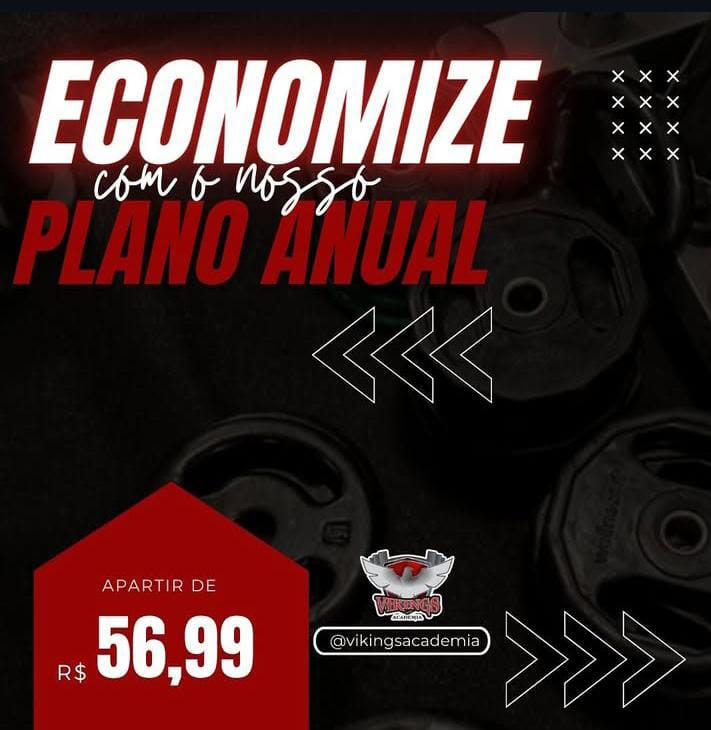 ECONOMIZE
com o nosso
PLANO ANUAL
APARTIR DE
R$ 56,99
VIKINGS
ACADEMIA
@vikingsacademia